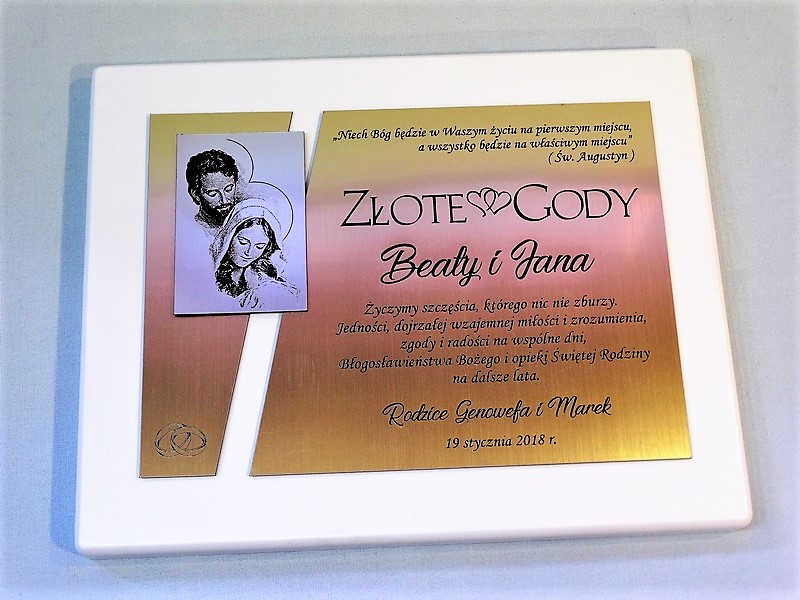 „Niech Bóg będzie w Waszym życiu na pierwszym miejscu,
a wszystko będzie na właściwym miejscu"
( Św. Augustyn )
ZŁOTE GODY
Beaty i Jana
Życzymy szczęścia, którego nic nie zburzy.
Jedności, dojrzałej wzajemnej miłości i zrozumienia,
zgody i radości na wspólne dni,
Błogosławieństwa Bożego i opieki Świętej Rodziny
na dalsze lata.
Rodzice Genowefa i Marek
19 stycznia 2018 r.